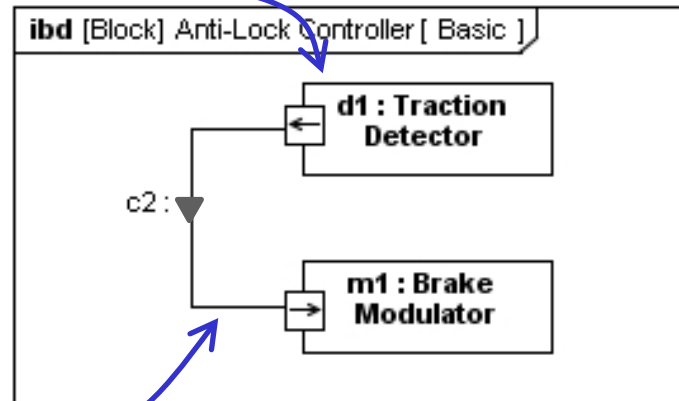 ibd [Block] Anti-Lock Controller [ Basic ]
d1 : Traction
Detector
c2 :
m1 : Brake
Modulator